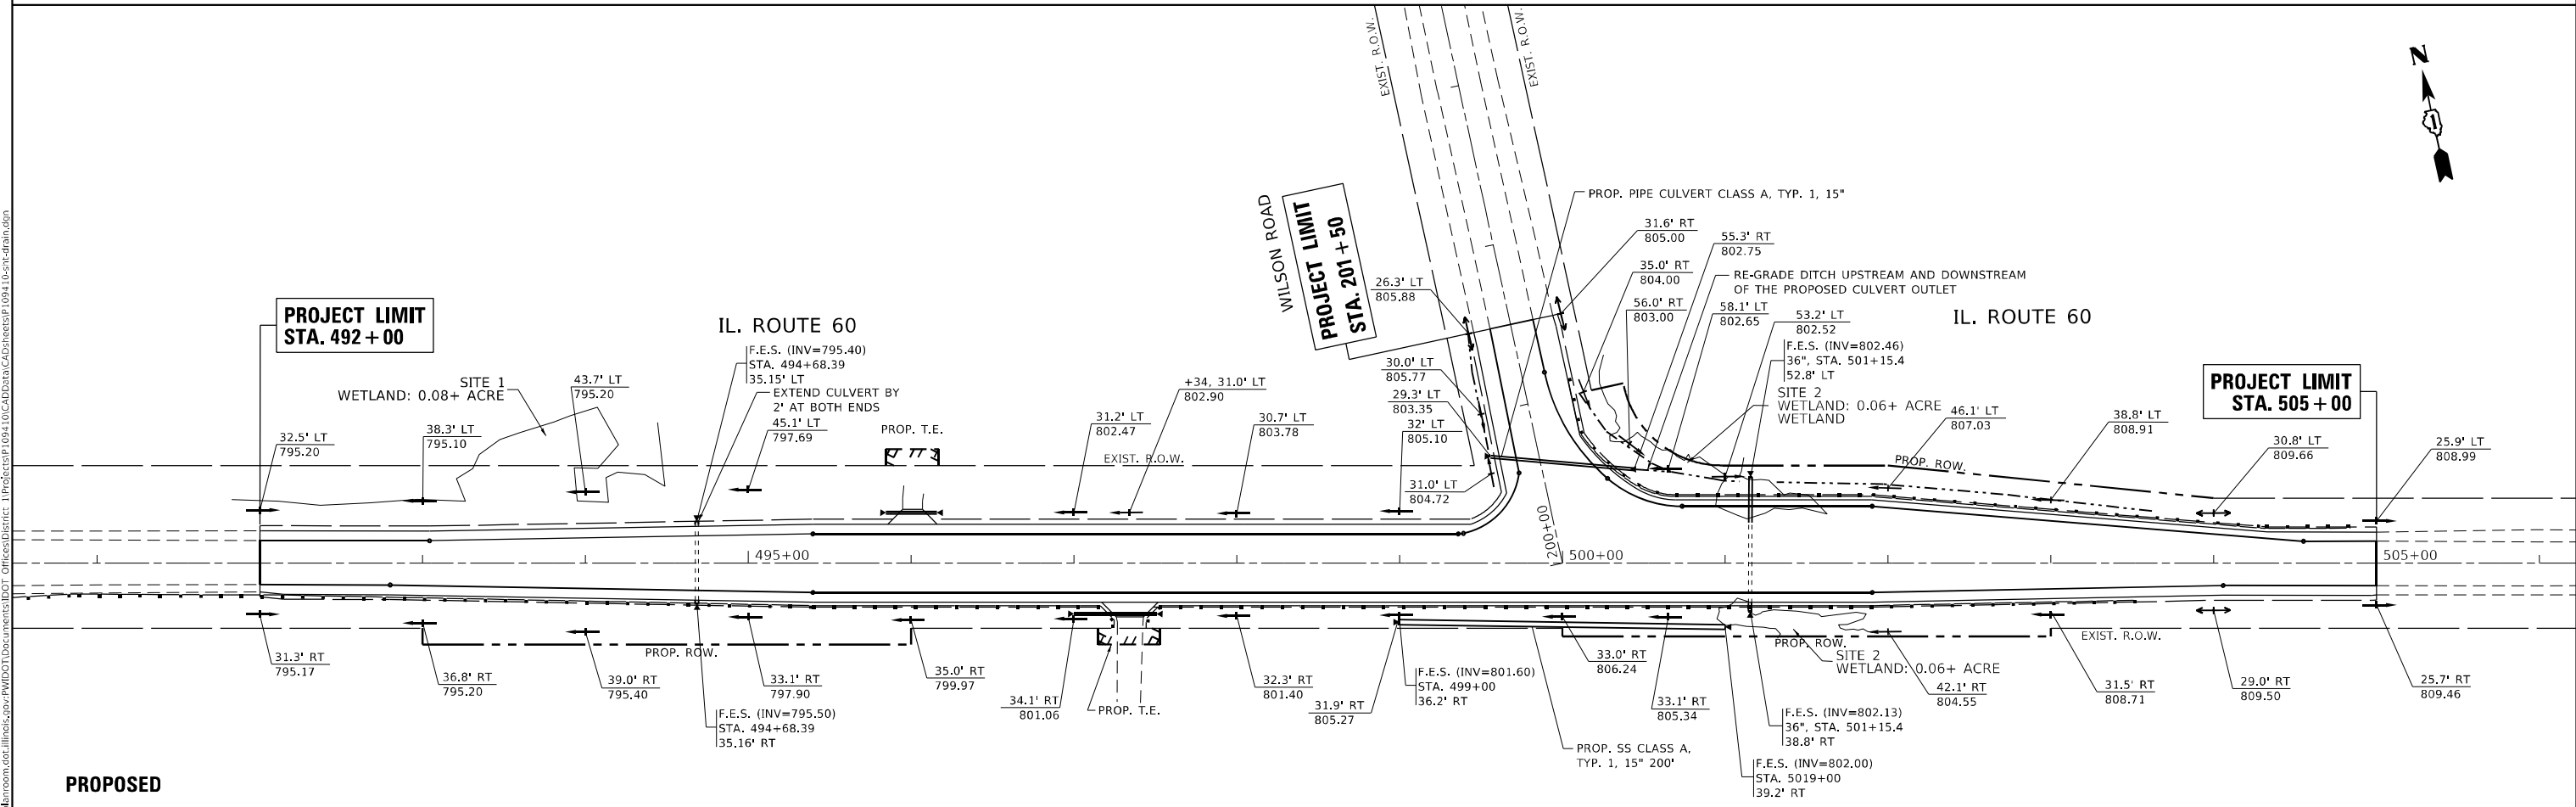 EXIST. R.O.W.
EXIST. R.O.W.
N
WILSON ROAD
PROJECT LIMIT
STA. 201+50
PROP. PIPE CULVERT CLASS A, TYP. 1, 15"
31.6' RT
805.00
55.3' RT
802.75
35.0' RT
804.00
RE-GRADE DITCH UPSTREAM AND DOWNSTREAM
OF THE PROPOSED CULVERT OUTLET
26.3' LT
805.88
56.0' RT
803.00
58.1' LT
802.65
53.2' LT
802.52
IL. ROUTE 60
PROJECT LIMIT
STA. 492+00
IL. ROUTE 60
F.E.S. (INV=795.40)
STA. 494+68.39
35.15' LT
EXTEND CULVERT BY
2' AT BOTH ENDS
45.1' LT
797.69
SITE 1
WETLAND: 0.08+ ACRE
43.7' LT
795.20
32.5' LT
795.20
38.3' LT
795.10
PROP. T.E.
31.2' LT
802.47
+34, 31.0' LT
802.90
30.7' LT
803.78
30.0' LT
805.77
29.3' LT
803.35
32' LT
805.10
31.0' LT
804.72
EXIST. R.O.W.
F.E.S. (INV=802.46)
36", STA. 501+15.4
52.8' LT
SITE 2
WETLAND: 0.06+ ACRE
WETLAND
46.1' LT
807.03
PROJECT LIMIT
STA. 505+00
38.8' LT
808.91
30.8' LT
809.66
25.9' LT
808.99
PROP. ROW.
495+00
200+00
500+00
505+00
31.3' RT
795.17
36.8' RT
795.20
39.0' RT
795.40
PROP. ROW.
33.1' RT
797.90
35.0' RT
799.97
34.1' RT
801.06
PROP. T.E.
32.3' RT
801.40
31.9' RT
805.27
F.E.S. (INV=801.60)
STA. 499+00
36.2' RT
33.0' RT
806.24
33.1' RT
805.34
PROP. ROW.
SITE 2
WETLAND: 0.06+ ACRE
42.1' RT
804.55
EXIST. R.O.W.
31.5' RT
808.71
29.0' RT
809.50
25.7' RT
809.46
F.E.S. (INV=795.50)
STA. 494+68.39
35.16' RT
PROP. SS CLASS A,
TYP. 1, 15" 200'
F.E.S. (INV=802.13)
36", STA. 501+15.4
38.8' RT
F.E.S. (INV=802.00)
STA. 5019+00
39.2' RT
PROPOSED